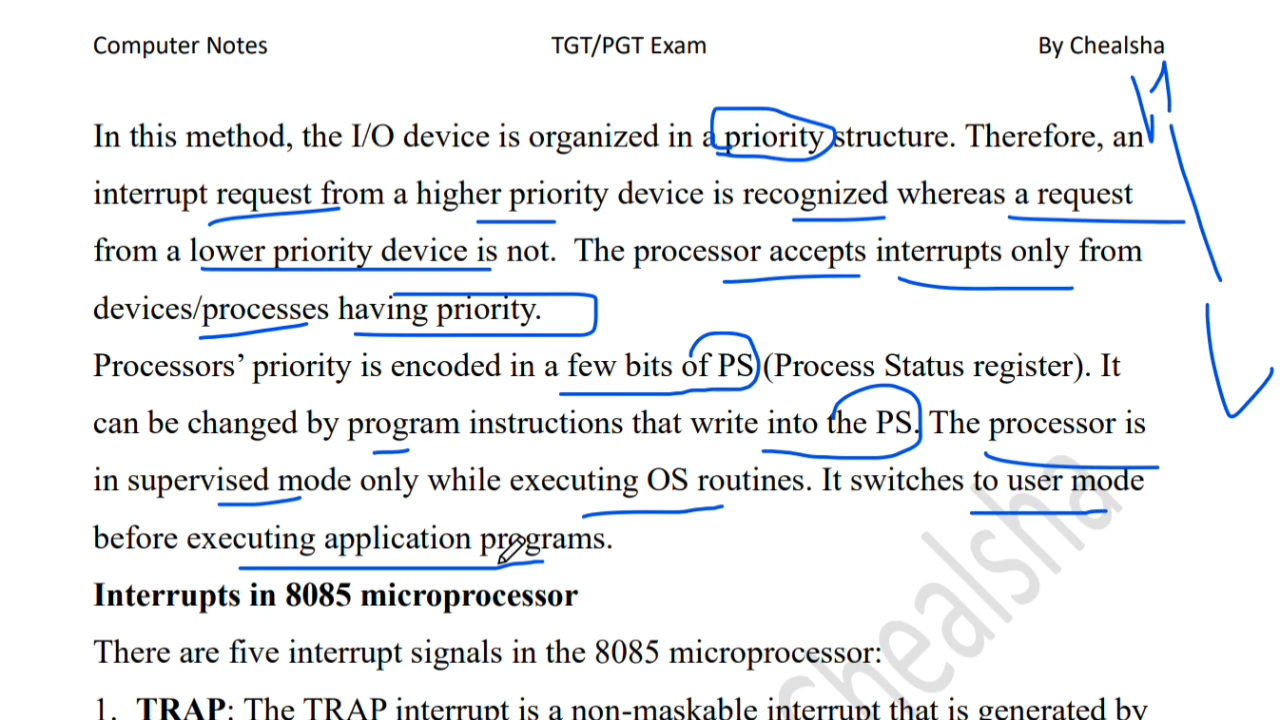 Computer Notes TGT/PGT Exam By Chealsha
In this method, the I/O device is organized in a priority structure. Therefore, an
interrupt request from a higher priority device is recognized whereas a request
from a lower priority device is not. The processor accepts interrupts only from
devices/processes having priority.
Processors’ priority is encoded in a few bits of PS (Process Status register). It
can be changed by program instructions that write into the PS. The processor is
in supervised mode only while executing OS routines. It switches to user mode
before executing application programs.
Interrupts in 8085 microprocessor
There are five interrupt signals in the 8085 microprocessor:
1. TRAP: The TRAP interrupt is a non-maskable interrupt that is generated by
Chealsha